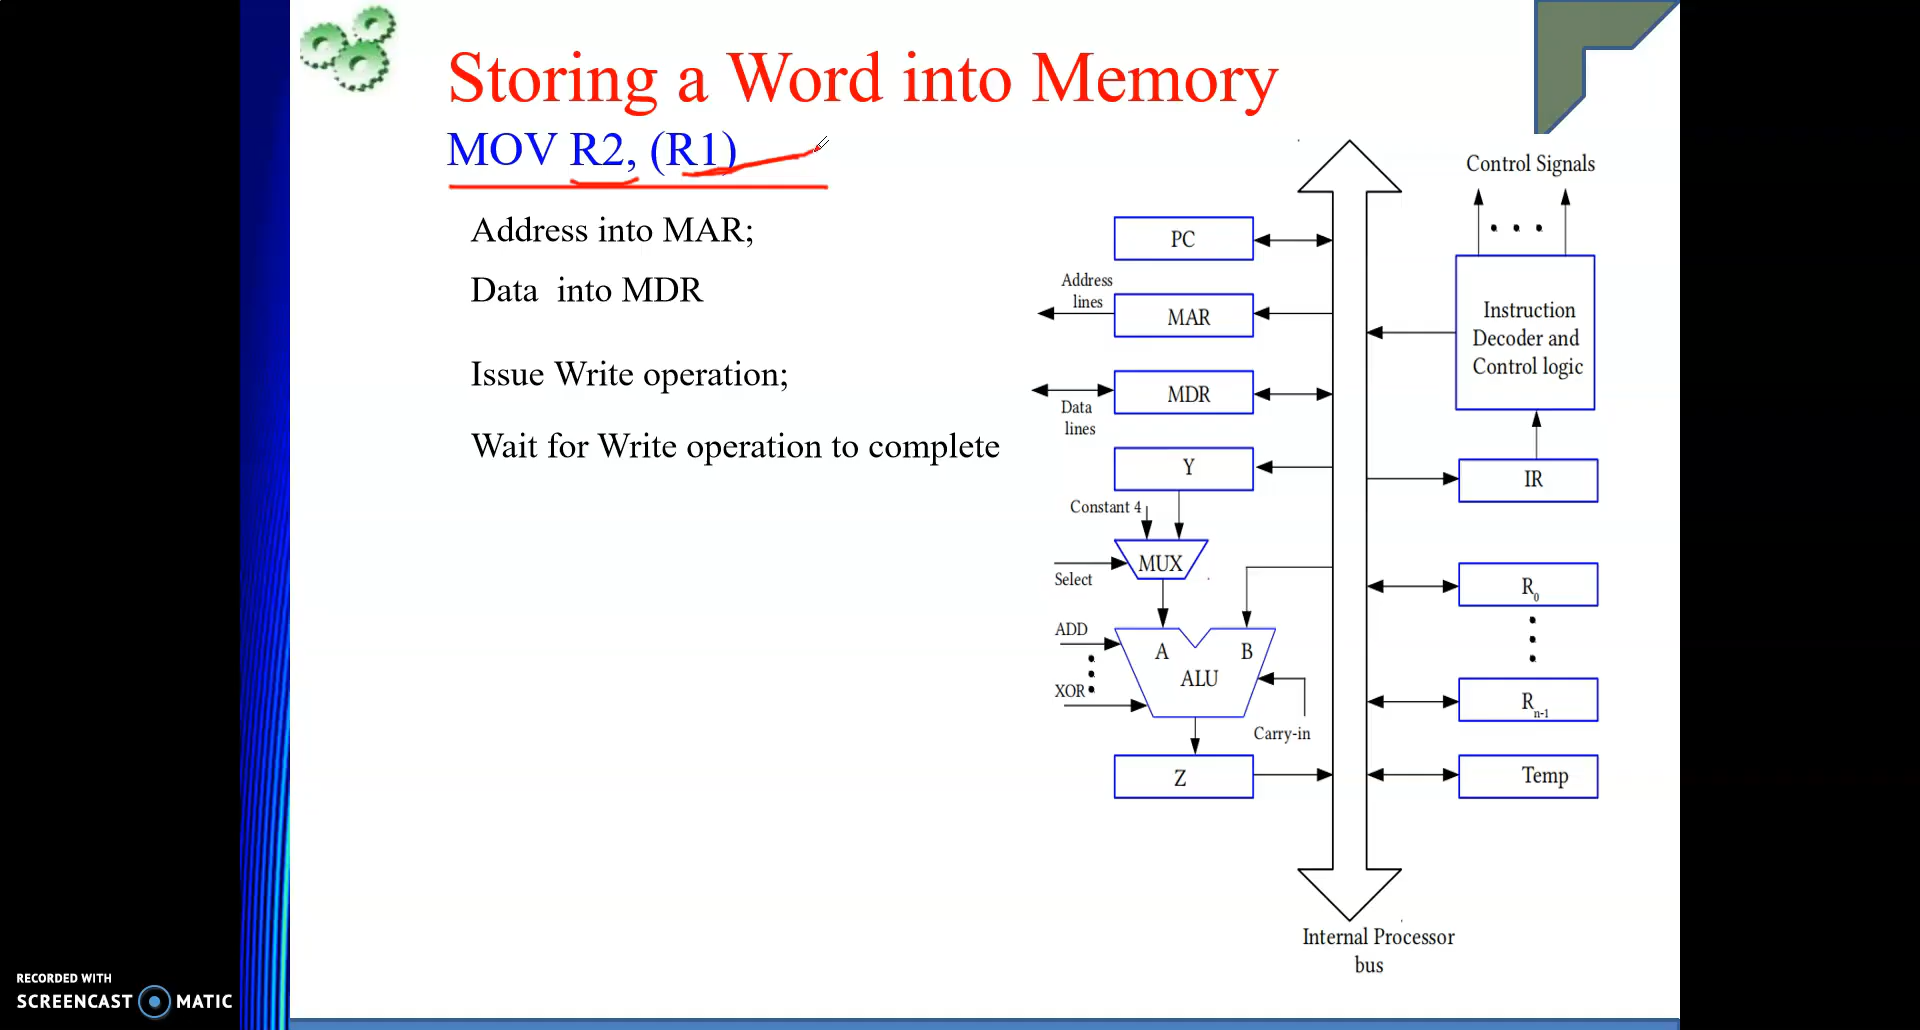 Storing a Word into Memory
MOV R2, (R1)
Address into MAR;
Data into MDR
Issue Write operation;
Wait for Write operation to complete
Control Signals
PC
Address
lines
MAR
Instruction
Decoder and
Control logic
MDR
Data
lines
Y
IR
Constant 4
MUX
Select
R0
ADD
A B
ALU
XOR
Rn-1
Carry-in
Z
Temp
Internal Processor
bus
RECORDED WITH
SCREENCAST MATIC